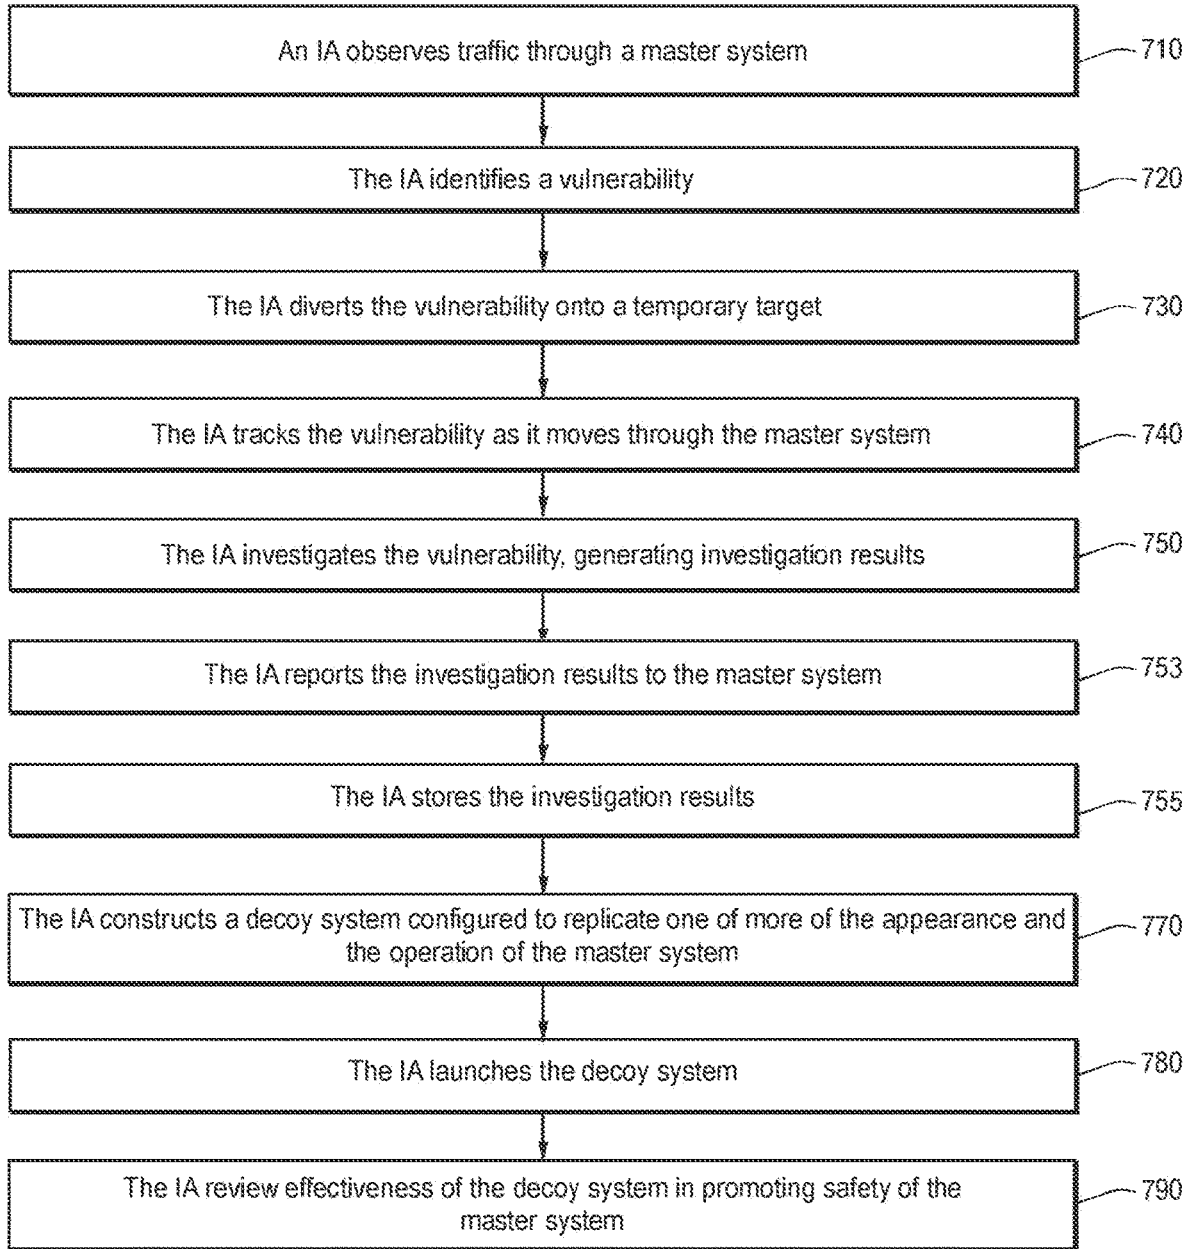 An IA observes traffic through a master system
710
The IA identifies a vulnerability
720
The IA diverts the vulnerability onto a temporary target
730
The IA tracks the vulnerability as it moves through the master system
740
The IA investigates the vulnerability, generating investigation results
750
The IA reports the investigation results to the master system
753
The IA stores the investigation results
755
The IA constructs a decoy system configured to replicate one of more of the appearance and
the operation of the master system
770
The IA launches the decoy system
780
The IA review effectiveness of the decoy system in promoting safety of the
master system
790